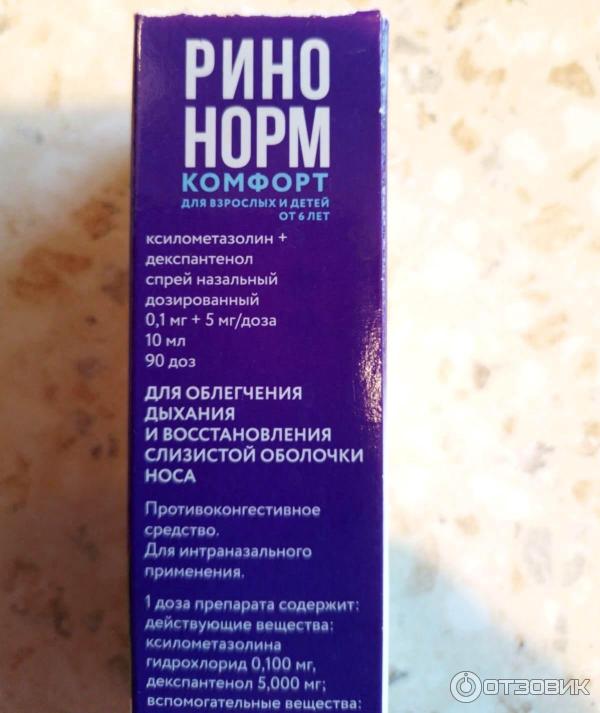 РИНО
НОРМ
КОМФОРТ
ДЛЯ ВЗРОСЛЫХ И ДЕТЕЙ
ОТ 6 ЛЕТ
ксилометазолин +
декспантенол
спрей назальный
дозированный
0,1 мг + 5 мг/доза
10 мл
90 доз
ДЛЯ ОБЛЕГЧЕНИЯ
ДЫХАНИЯ
И ВОССТАНОВЛЕНИЯ
СЛИЗИСТОЙ ОБОЛОЧКИ
НОСА
Противоконгестивное
средство.
Для интраназального
применения.
1 доза препарата содержит:
действующие вещества:
ксилометазолина
гидрохлорид 0,100 мг,
декспантенол 5,000 мг;
вспомогательные вещества:
ОТЗОВИК